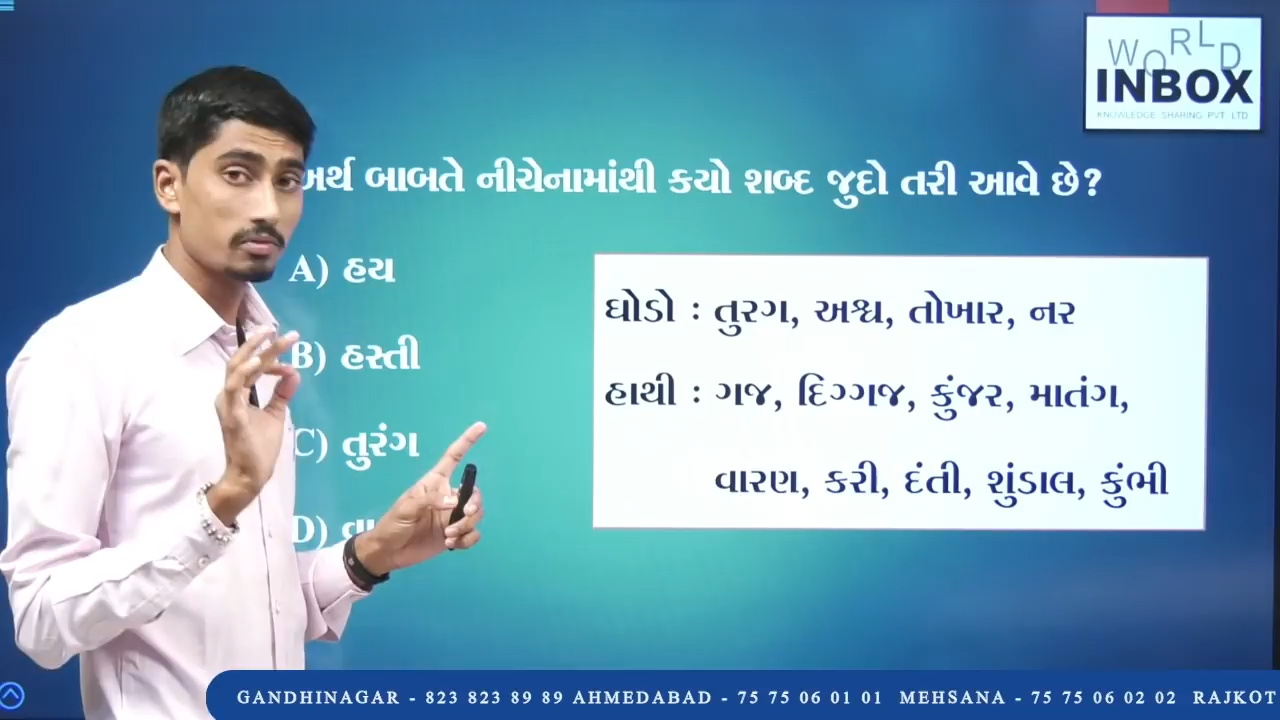 WORLD
INBOX
KNOWLEDGE SHARING PVT. LTD
અર્થ બાબતે નીચેનામાંથી કયો શબ્દ જુદો તરી આવે છે?
A) હય
B) હસ્તી
C) તુરંગ
D)
ઘોડો : તુરગ, અશ્વ, તોખાર, નર
હાથી : ગજ, દિગ્ગજ, કુંજર, માતંગ,
વારણ, કરી, દંતી, શુંડાલ, કુંભી
GANDHINAGAR - 823 823 89 89 AHMEDABAD - 75 75 06 01 01 MEHSANA - 75 75 06 02 02 RAJKOT